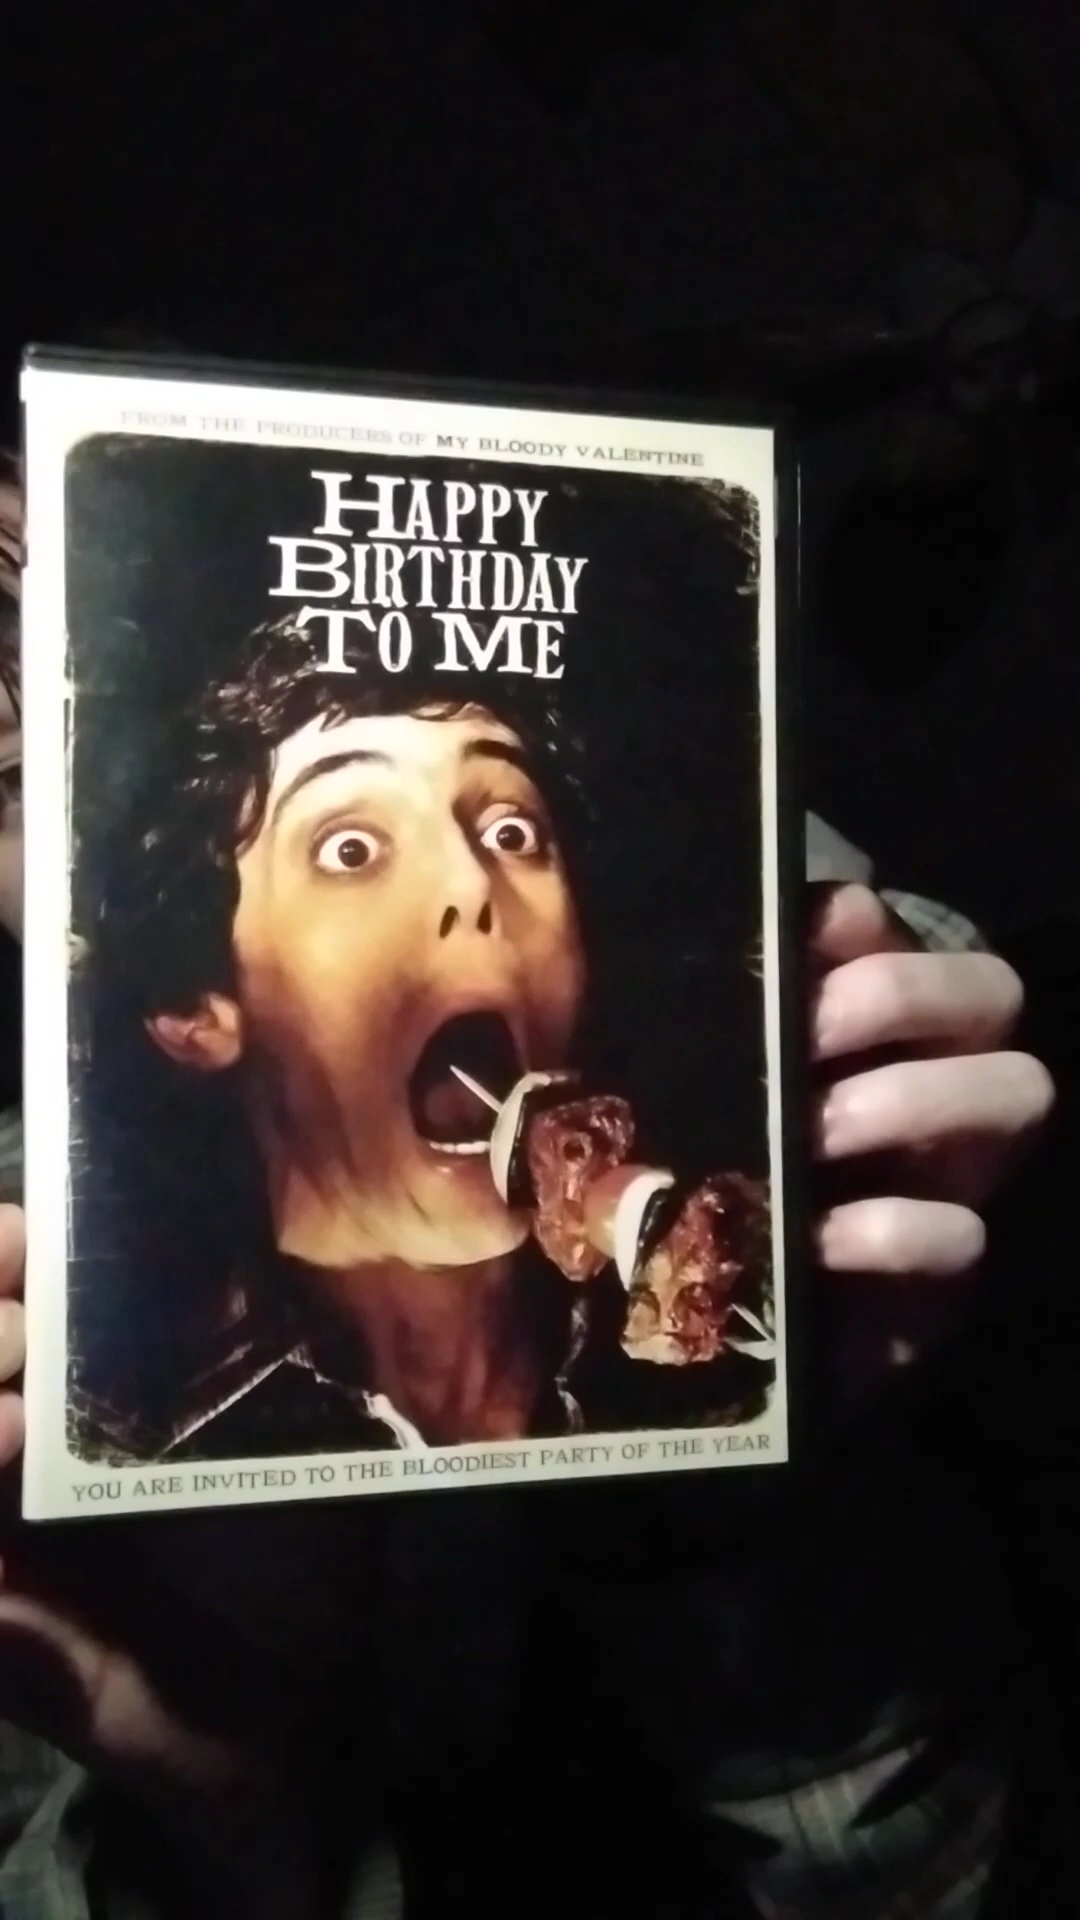 FROM THE PRODUCERS OF MY BLOODY VALENTINE
HAPPY
BIRTHDAY
TO ME
YOU ARE INVITED TO THE BLOODIEST PARTY OF THE YEAR